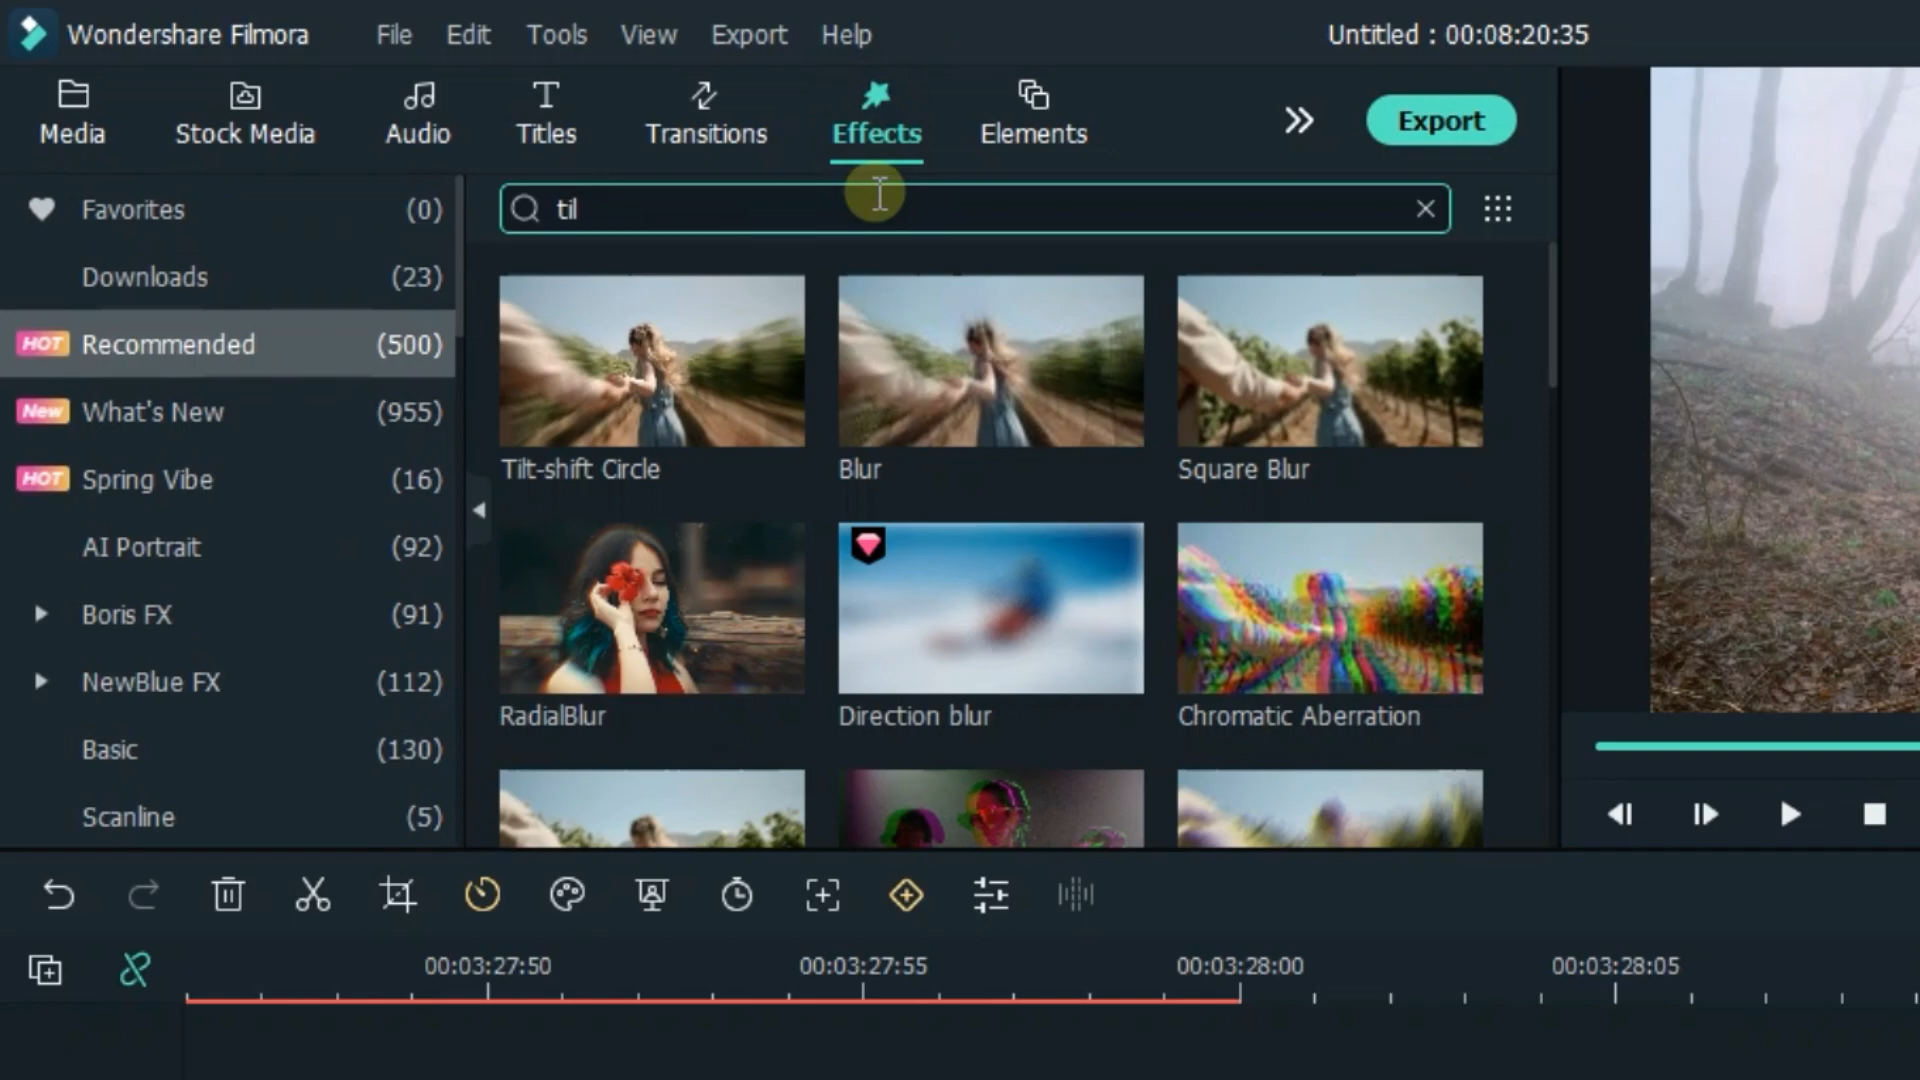 Wondershare Filmora File Edit Tools View Export Help Untitled : 00:08:20:35
Media Stock Media Audio Titles Transitions Effects Elements Export
til
Favorites (0)
Downloads (23)
HOT Recommended (500)
New What's New (955)
HOT Spring Vibe (16)
AI Portrait (92)
Boris FX (91)
NewBlue FX (112)
Basic (130)
Scanline (5)
Tilt-shift Circle Blur Square Blur
RadialBlur Direction blur Chromatic Aberration
00:03:27:50 00:03:27:55 00:03:28:00 00:03:28:05